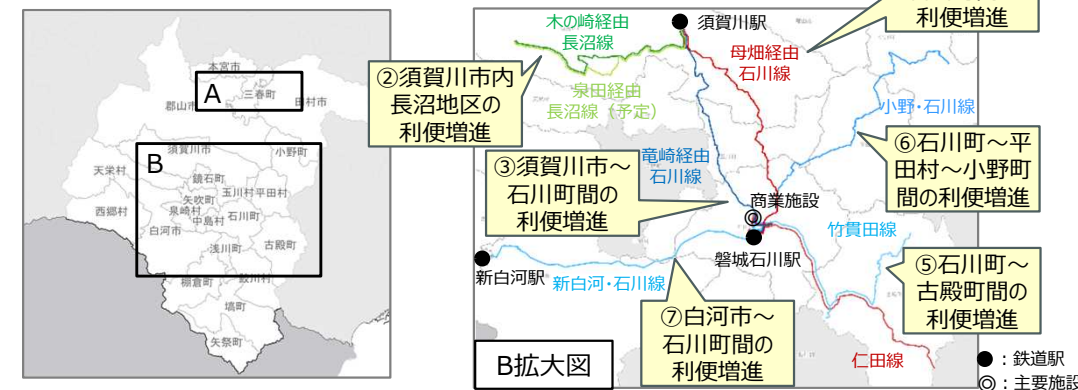 本宮市
A
三春町
郡山市
田村市
B
須賀川市
小野町
天栄村
鏡石町
玉川村
平田村
矢吹町
泉崎村
石川町
中島村
西郷村
白河市
浅川町
古殿町
棚倉町
鮫川村
塙町
矢祭町
木の崎経由
長沼線
須賀川駅
利便増進
母畑経由
石川線
②須賀川市内
長沼地区の
利便増進
泉田経由
長沼線（予定）
小野・石川線
③須賀川市～
石川町間の
利便増進
竜崎経由
石川線
⑥石川町～平
田村～小野町
間の利便増進
商業施設
竹貫田線
磐城石川駅
新白河駅
新白河・石川線
⑤石川町～
古殿町間の
利便増進
⑦白河市～
石川町間の
利便増進
B拡大図
仁田線
●：鉄道駅
◎：主要施設